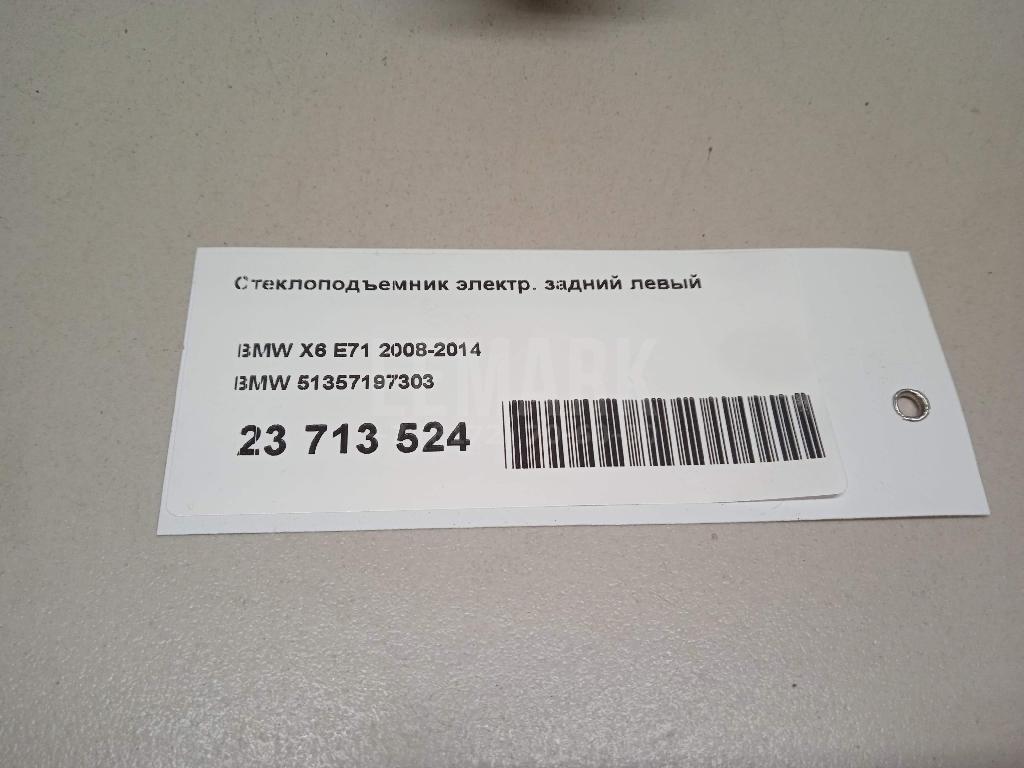 Стеклоподъемник электр. задний левый
BMW X6 E71 2008-2014
BMW 51357197303
23 713 524